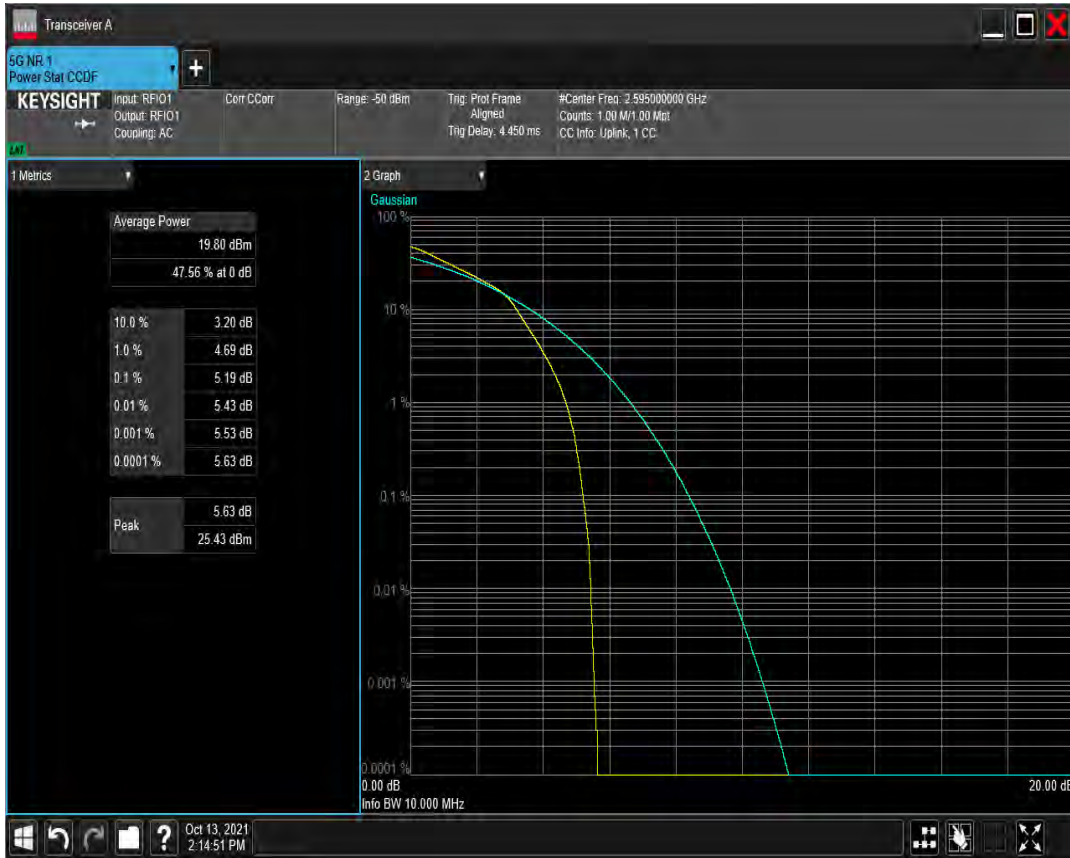 Transceiver A
5G NR 1
Power Stat CCDF
+
KEYSIGHT
Input: RFIO1
Output: RFIO1
Coupling: AC
Corr CCorr
Range: -50 dBm
Trig: Prot Frame
Aligned
Trig Delay: 4.450 ms
#Center Freq: 2.595000000 GHz
Counts: 1.00 M/1.00 Mpt
CC Info: Uplink, 1 CC
1 Metrics
Average Power
19.80 dBm
47.56 % at 0 dB
10.0 % 3.20 dB
1.0 % 4.69 dB
0.1 % 5.19 dB
0.01 % 5.43 dB
0.001 % 5.53 dB
0.0001 % 5.63 dB
Peak
5.63 dB
25.43 dBm
2 Graph
Gaussian
100 %
10 %
1 %
0.1 %
0.01 %
0.001 %
0.0001 %
0.00 dB
20.00 dB
Info BW 10.000 MHz
?
Oct 13, 2021
2:14:51 PM